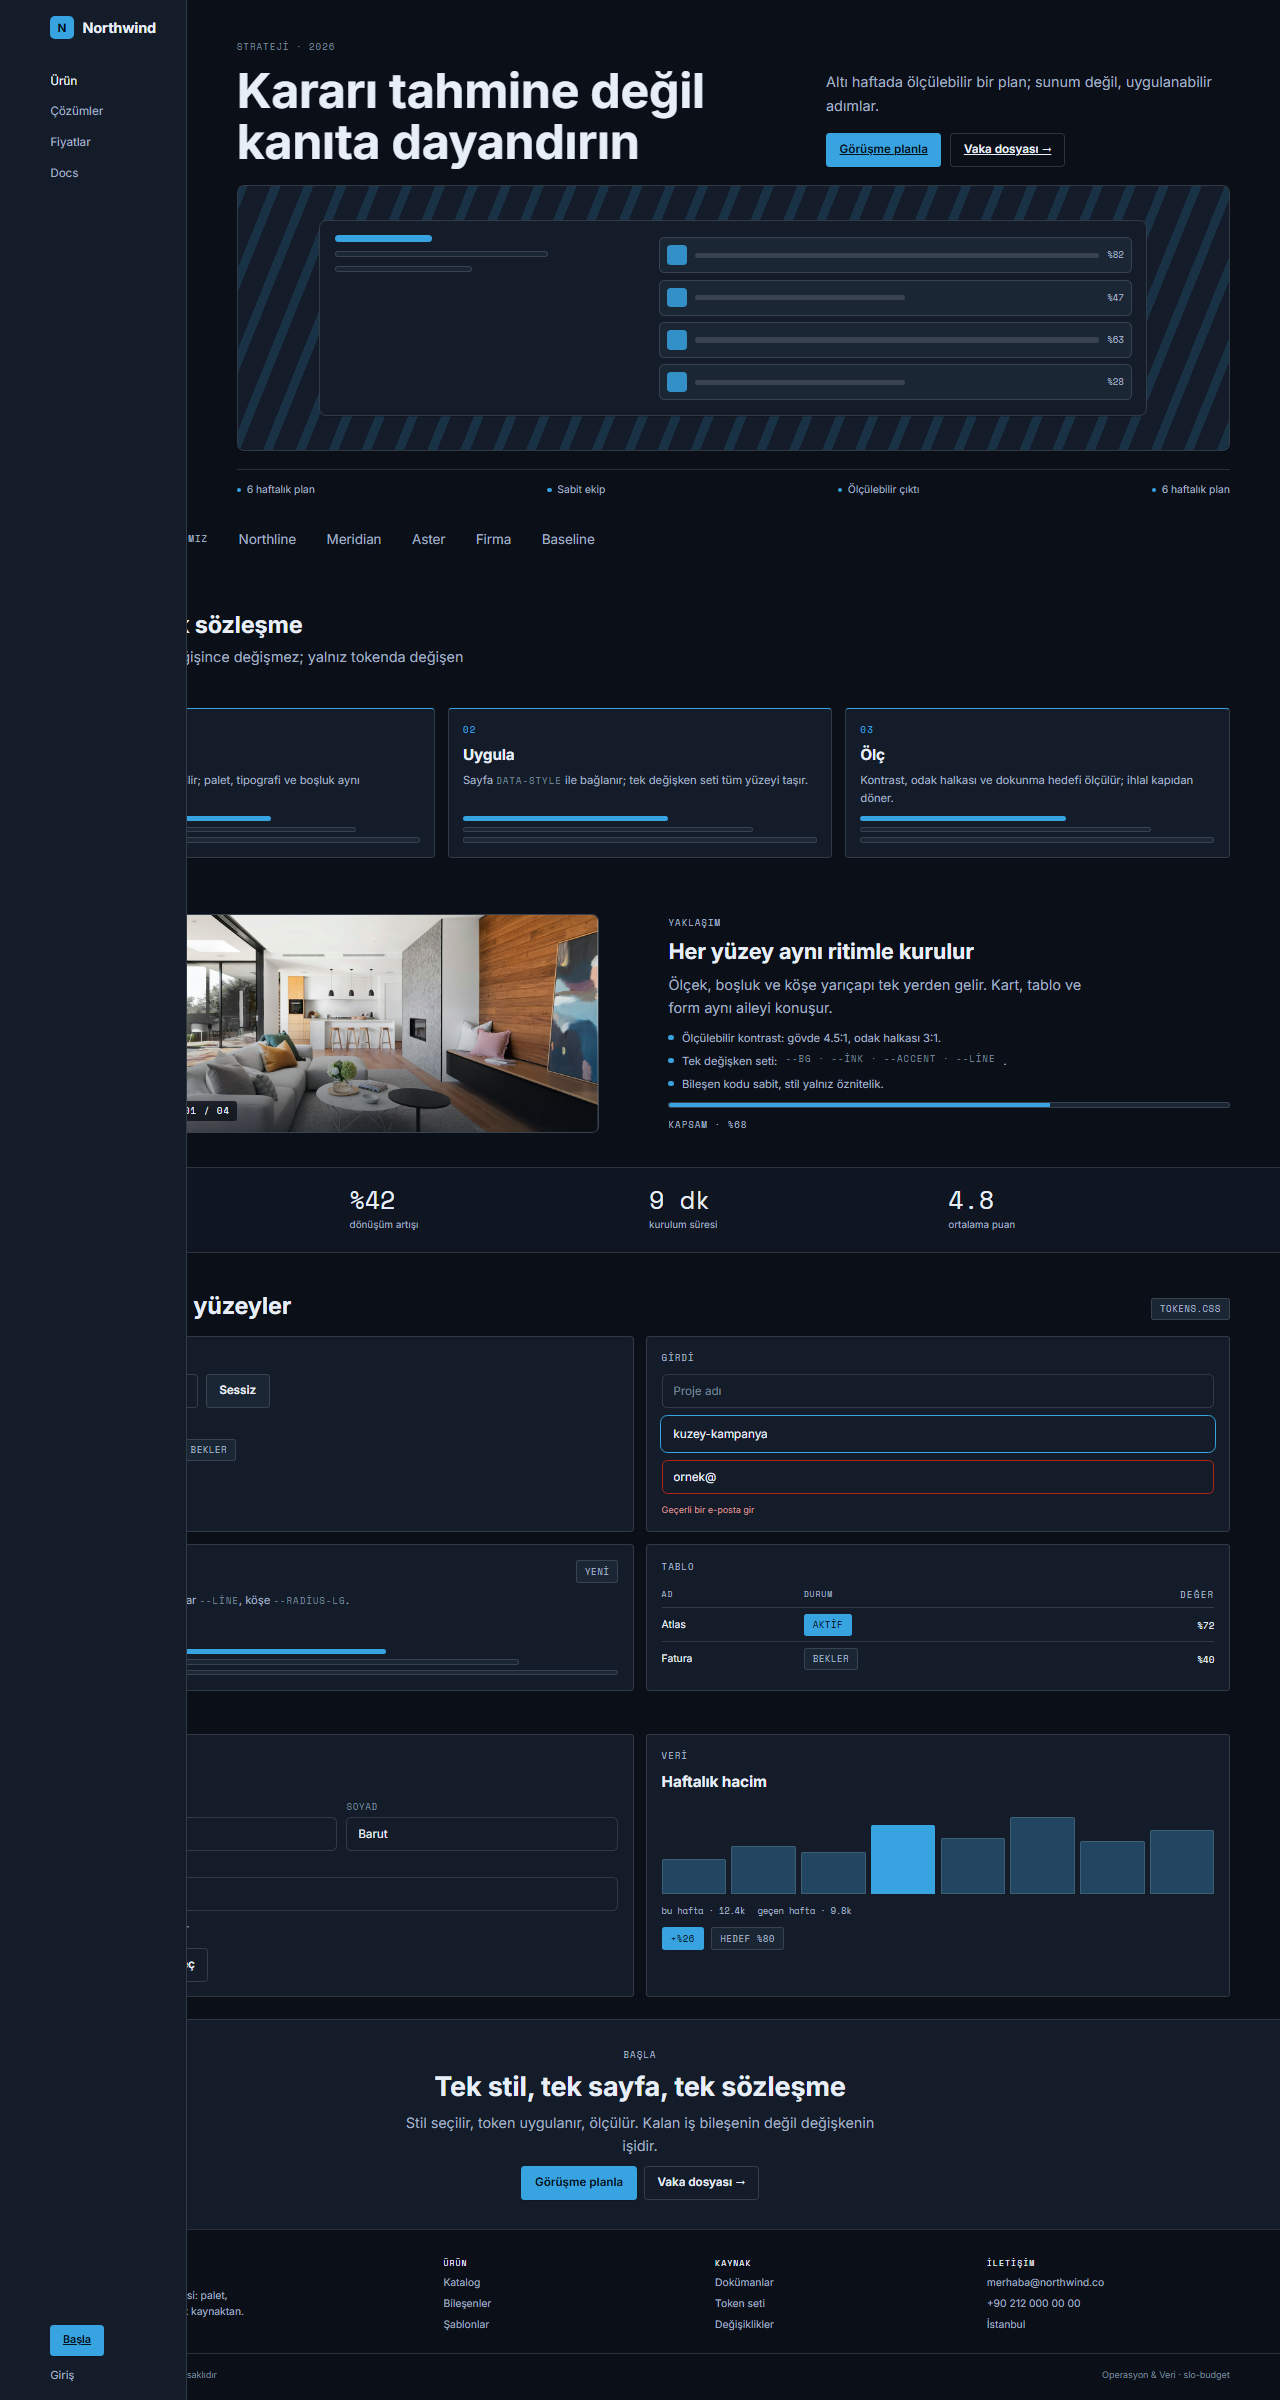 Northwind
Ürün
Çözümler
Fiyatlar
Docs
STRATEJİ · 2026
Kararı tahmine değil
kanıta dayandırın
Altı haftada ölçülebilir bir plan; sunum değil, uygulanabilir
adımlar.
Görüşme planla
Vaka dosyası →
%82
%47
%63
%28
6 haftalık plan
Sabit ekip
Ölçülebilir çıktı
6 haftalık plan
Northline
Meridian
Aster
Firma
Baseline
sözleşme
değişmez; yalnız tokenda değişen
palet, tipografi ve boşluk aynı
02
Uygula
Sayfa DATA-STYLE ile bağlanır; tek değişken seti tüm yüzeyi taşır.
03
Ölç
Kontrast, odak halkası ve dokunma hedefi ölçülür; ihlal kapıdan
döner.
01 / 04
YAKLAŞIM
Her yüzey aynı ritimle kurulur
Ölçek, boşluk ve köşe yarıçapı tek yerden gelir. Kart, tablo ve
form aynı aileyi konuşur.
Ölçülebilir kontrast: gövde 4.5:1, odak halkası 3:1.
Tek değişken seti: --BG · --İNK · --ACCENT · --LİNE .
Bileşen kodu sabit, stil yalnız öznitelik.
KAPSAM · %68
%42
dönüşüm artışı
9 dk
kurulum süresi
4.8
ortalama puan
yüzeyler
TOKENS.CSS
Sessiz
BEKLER
GİRDİ
Proje adı
kuzey-kampanya
ornek@
Geçerli bir e-posta gir
YENİ
--LİNE, köşe --RADİUS-LG.
TABLO
AD DURUM DEĞER
Atlas AKTİF %72
Fatura BEKLER %40
SOYAD
Barut
VERİ
Haftalık hacim
bu hafta · 12.4k geçen hafta · 9.8k
+%26
HEDEF %80
BAŞLA
Tek stil, tek sayfa, tek sözleşme
Stil seçilir, token uygulanır, ölçülür. Kalan iş bileşenin değil değişkenin
işidir.
Görüşme planla
Vaka dosyası →
palet,
kaynaktan.
ÜRÜN
Katalog
Bileşenler
Şablonlar
KAYNAK
Dokümanlar
Token seti
Değişiklikler
İLETİŞİM
merhaba@northwind.co
+90 212 000 00 00
İstanbul
Başla
Giriş
saklıdır
Operasyon & Veri · slo-budget